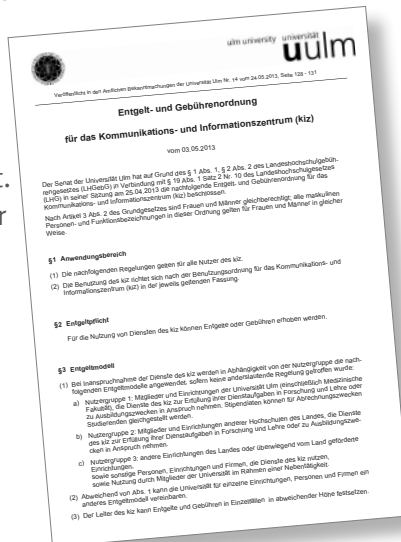 ulm university universität
uulm
Veröffentlicht in den Amtlichen Bekanntmachungen der Universität Ulm Nr. 14 vom 24.05.2013, Seite 128 - 131
Entgelt- und Gebührenordnung
für das Kommunikations- und Informationszentrum (kiz)
vom 03.05.2013
Der Senat der Universität Ulm hat auf Grund des § 1 Abs. 1, § 2 Abs. 2 des Landeshochschulgebüh-
rengesetzes (LHGebG) in Verbindung mit § 19 Abs. 1 Satz 2 Nr. 10 des Landeshochschulgesetzes
(LHG) in seiner Sitzung am 25.04.2013 die nachfolgende Entgelt- und Gebührenordnung für das
Kommunikations- und Informationszentrum (kiz) beschlossen.
Nach Artikel 3 Abs. 2 des Grundgesetzes sind Frauen und Männer gleichberechtigt; alle maskulinen
Personen- und Funktionsbezeichnungen in dieser Ordnung gelten für Frauen und Männer in gleicher
Weise.
§1 Anwendungsbereich
(1) Die nachfolgenden Regelungen gelten für alle Nutzer des kiz.
(2) Die Benutzung des kiz richtet sich nach der Benutzungsordnung für das Kommunikations- und
Informationszentrum (kiz) in der jeweils geltenden Fassung.
§2 Entgeltpflicht
Für die Nutzung von Diensten des kiz können Entgelte oder Gebühren erhoben werden.
§3 Entgeltmodell
(1) Bei Inanspruchnahme der Dienste des kiz werden in Abhängigkeit von der Nutzergruppe die nach-
folgenden Entgeltmodelle angewendet, sofern keine anderslautende Regelung getroffen wurde:
a) Nutzergruppe 1: Mitglieder und Einrichtungen der Universität Ulm (einschließlich Medizinische
Fakultät), die Dienste des kiz zur Erfüllung ihrer Dienstaufgaben in Forschung und Lehre oder
zu Ausbildungszwecken in Anspruch nehmen. Stipendiaten können für Abrechnungszwecken
Studierenden gleichgestellt werden.
b) Nutzergruppe 2: Mitglieder und Einrichtungen anderer Hochschulen des Landes, die Dienste
des kiz zur Erfüllung ihrer Dienstaufgaben in Forschung und Lehre oder zu Ausbildungszwe-
cken in Anspruch nehmen.
c) Nutzergruppe 3: andere Einrichtungen des Landes oder überwiegend vom Land geförderte
Einrichtungen,
sowie sonstige Personen, Einrichtungen und Firmen, die Dienste des kiz nutzen,
sowie Nutzung durch Mitglieder der Universität im Rahmen einer Nebentätigkeit.
(2) Abweichend von Abs. 1 kann die Universität für einzelne Einrichtungen, Personen und Firmen ein
anderes Entgeltmodell vereinbaren.
(3) Der Leiter des kiz kann Entgelte und Gebühren in Einzelfällen in abweichender Höhe festsetzen.